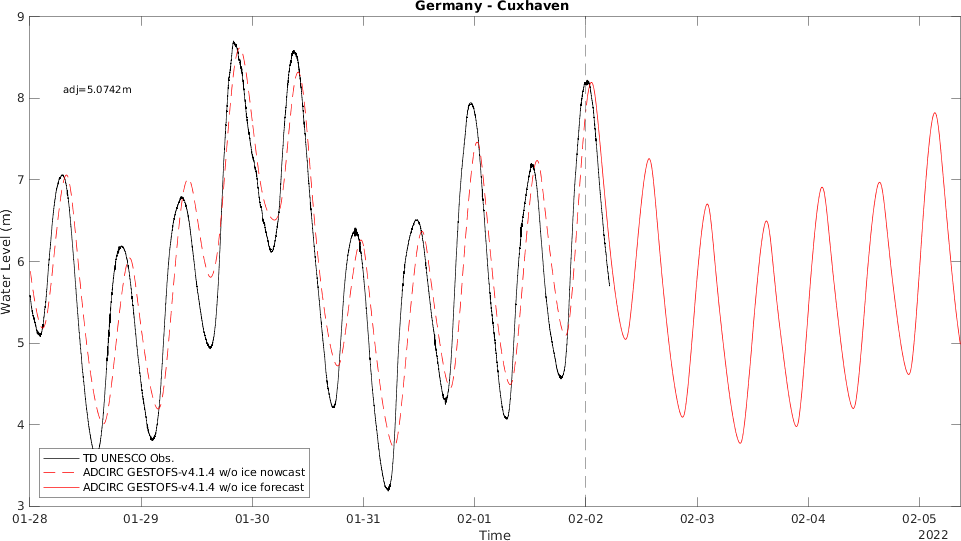 Germany - Cuxhaven
9
8
7
6
5
4
3
Water Level (m)
adj=5.0742m
TD UNESCO Obs.
ADCIRC GESTOFS-v4.1.4 w/o ice nowcast
ADCIRC GESTOFS-v4.1.4 w/o ice forecast
01-28 01-29 01-30 01-31 02-01 02-02 02-03 02-04 02-05
Time
2022